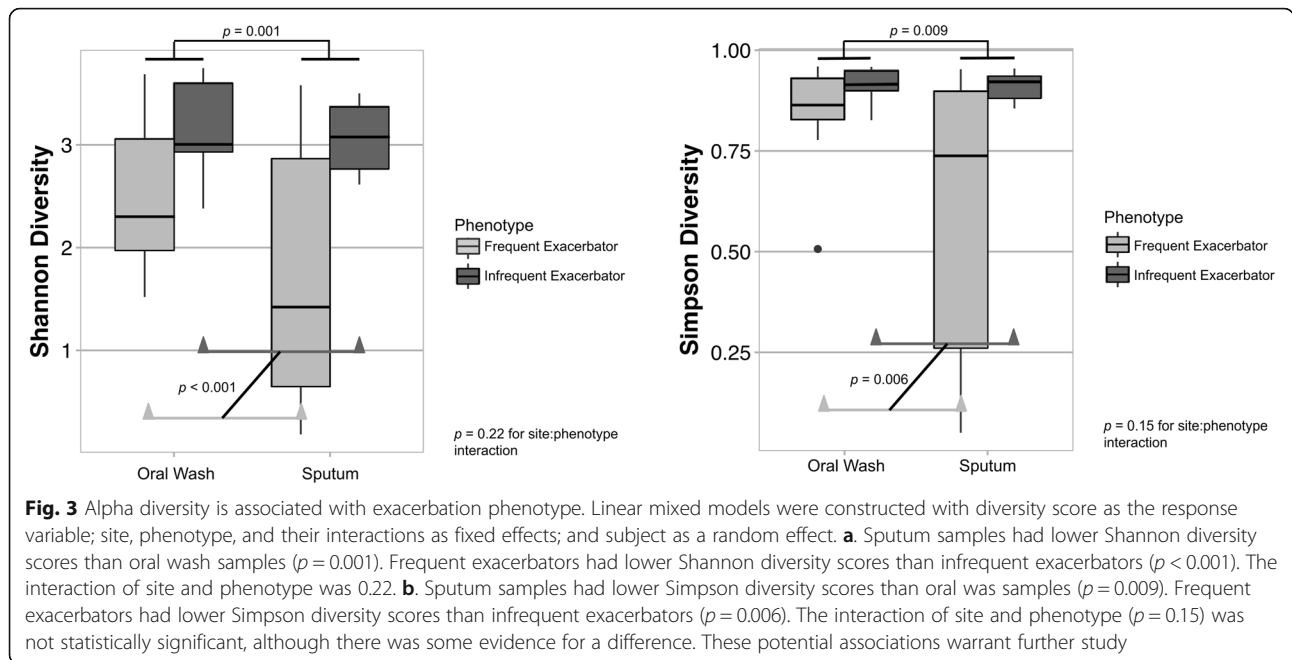 p = 0.001
3
2
1
Shannon Diversity
Phenotype
Frequent Exacerbator
Infrequent Exacerbator
p < 0.001
p = 0.22 for site:phenotype
interaction
Oral Wash
Sputum
p = 0.009
1.00
0.75
0.50
0.25
Simpson Diversity
Phenotype
Frequent Exacerbator
Infrequent Exacerbator
p = 0.006
p = 0.15 for site:phenotype
interaction
Oral Wash
Sputum
Fig. 3 Alpha diversity is associated with exacerbation phenotype. Linear mixed models were constructed with diversity score as the response
variable; site, phenotype, and their interactions as fixed effects; and subject as a random effect. a. Sputum samples had lower Shannon diversity
scores than oral wash samples (p = 0.001). Frequent exacerbators had lower Shannon diversity scores than infrequent exacerbators (p < 0.001). The
interaction of site and phenotype was 0.22. b. Sputum samples had lower Simpson diversity scores than oral was samples (p = 0.009). Frequent
exacerbators had lower Simpson diversity scores than infrequent exacerbators (p = 0.006). The interaction of site and phenotype (p = 0.15) was
not statistically significant, although there was some evidence for a difference. These potential associations warrant further study